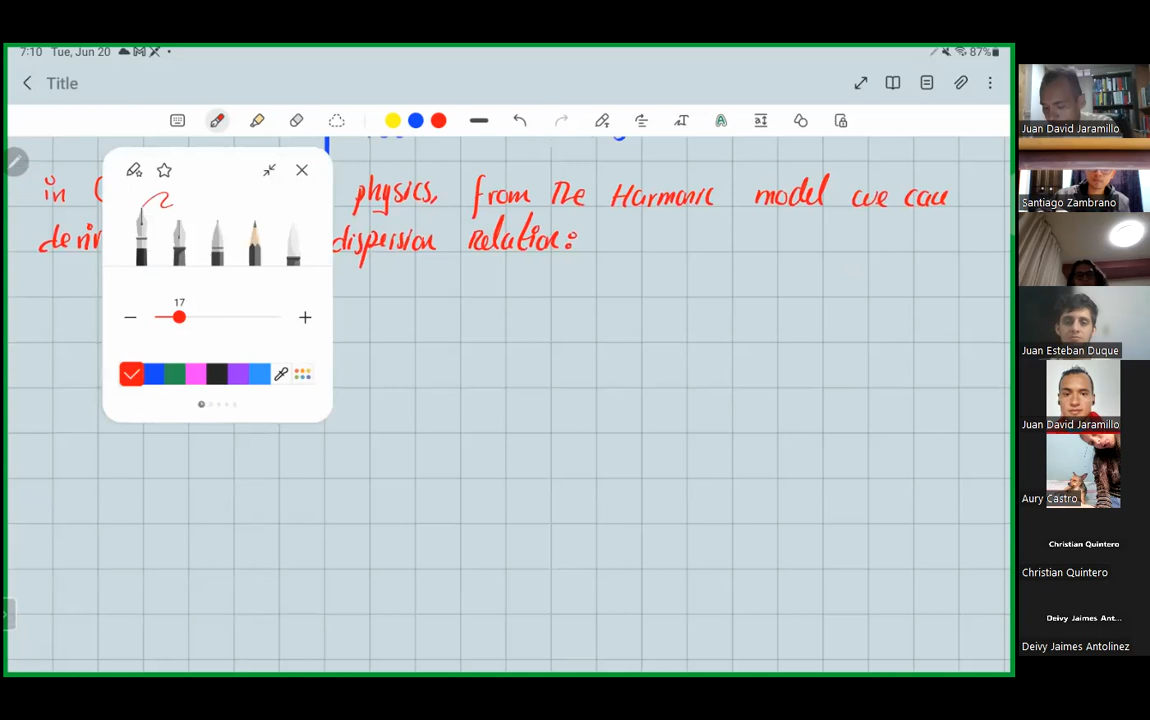 7:10 Tue, Jun 20
87%
Title
in physics, from The Harmonic model we can
deriv dispersion Relation:
17
Juan David Jaramillo
Santiago Zambrano
Juan Esteban Duque
Juan David Jaramillo
Aury Castro
Christian Quintero
Christian Quintero
Deivy Jaimes Ant...
Deivy Jaimes Antolinez